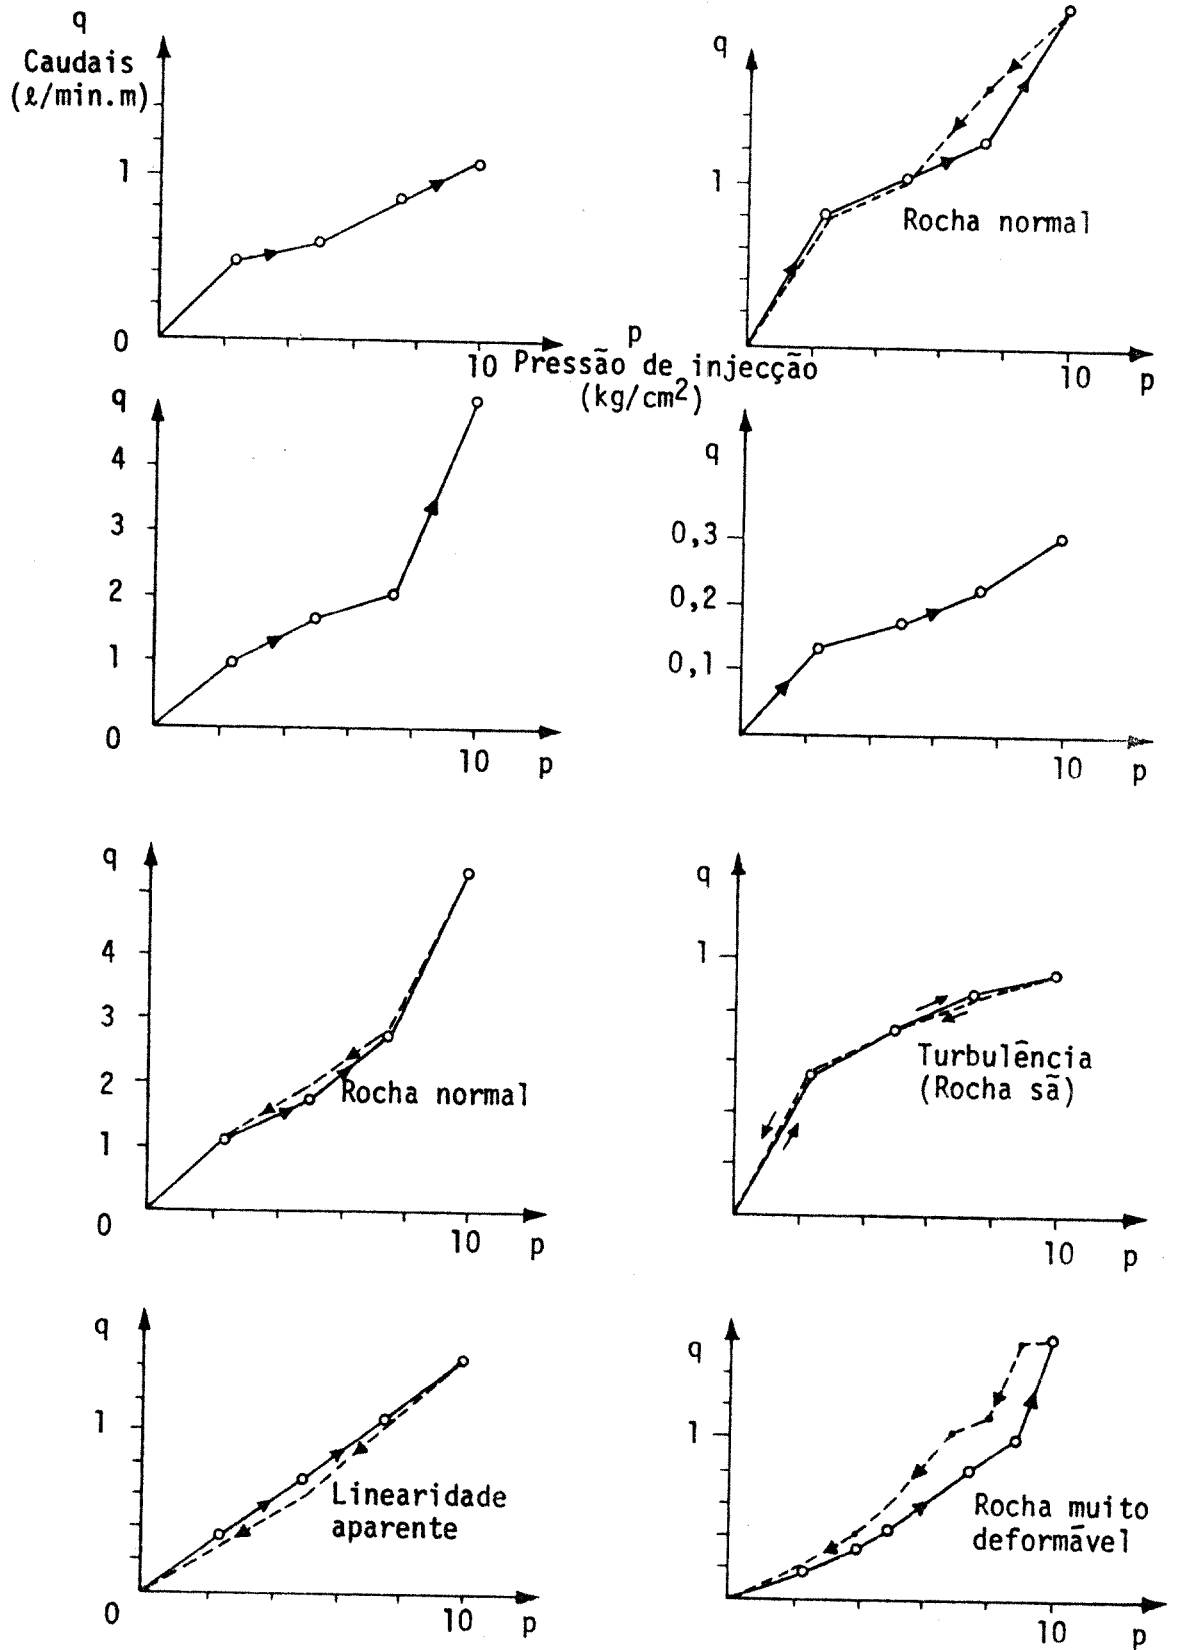 q
Caudais
(ℓ/min.m)
1
0
10
p
Pressão de injecção
(kg/cm2)
q
1
Rocha normal
10
p
q
4
3
2
1
0
10
p
q
0,3
0,2
0,1
10
p
q
4
3
2
1
0
Rocha normal
10
p
q
1
Turbulência
(Rocha sã)
10
p
q
1
0
Linearidade
aparente
10
p
q
1
Rocha muito
deformável
10
p